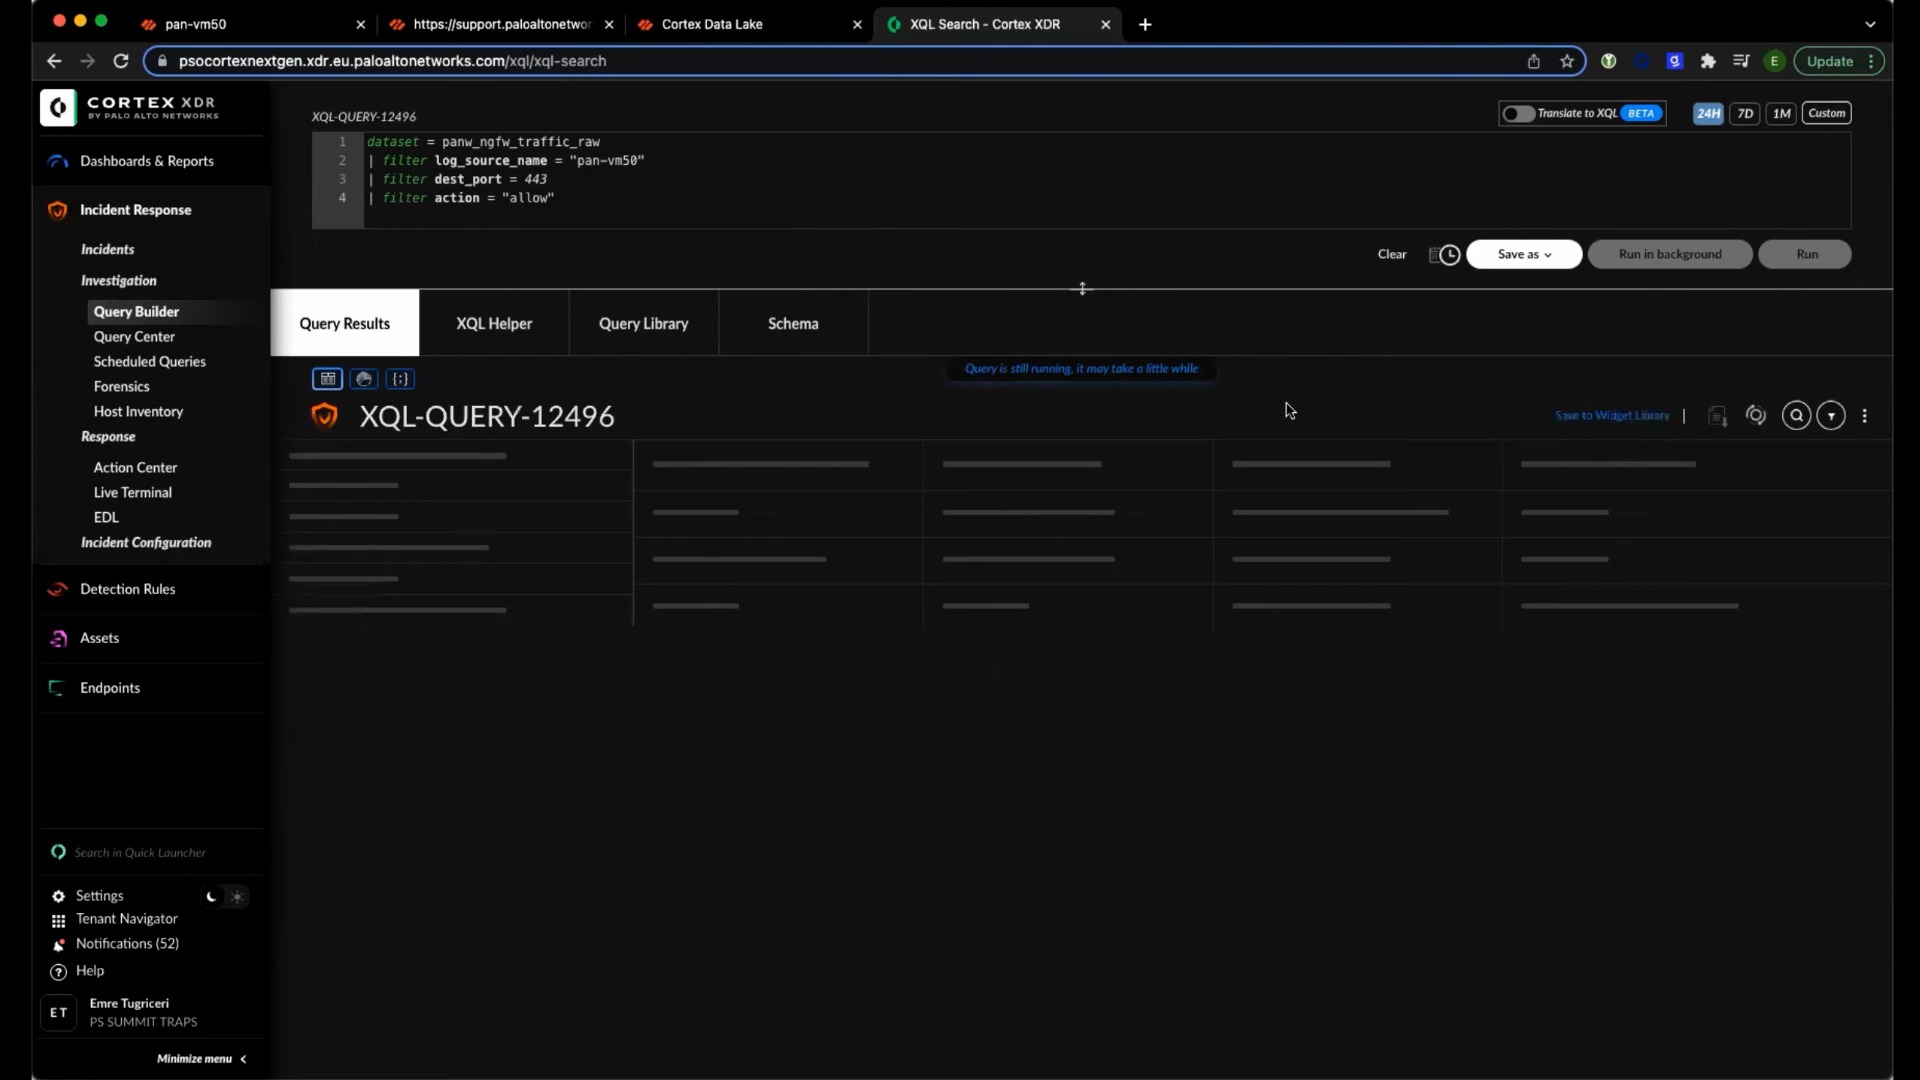 pan-vm50
https://support.paloaltonetwor
Cortex Data Lake
XQL Search - Cortex XDR
psocortexnextgen.xdr.eu.paloaltonetworks.com/xql/xql-search
E
Update
CORTEX XDR
BY PALO ALTO NETWORKS
Dashboards & Reports
Incident Response
Incidents
Investigation
Query Builder
Query Center
Scheduled Queries
Forensics
Host Inventory
Response
Action Center
Live Terminal
EDL
Incident Configuration
Detection Rules
Assets
Endpoints
Search in Quick Launcher
Settings
Tenant Navigator
Notifications (52)
Help
ET
Emre Tugriceri
PS SUMMIT TRAPS
Minimize menu
XQL-QUERY-12496
Translate to XQL BETA
24H 7D 1M Custom
1 dataset = panw_ngfw_traffic_raw
2 | filter log_source_name = "pan-vm50"
3 | filter dest_port = 443
4 | filter action = "allow"
Clear
Save as
Run in background
Run
Query Results
XQL Helper
Query Library
Schema
Query is still running, it may take a little while
XQL-QUERY-12496
Save to Widget Library